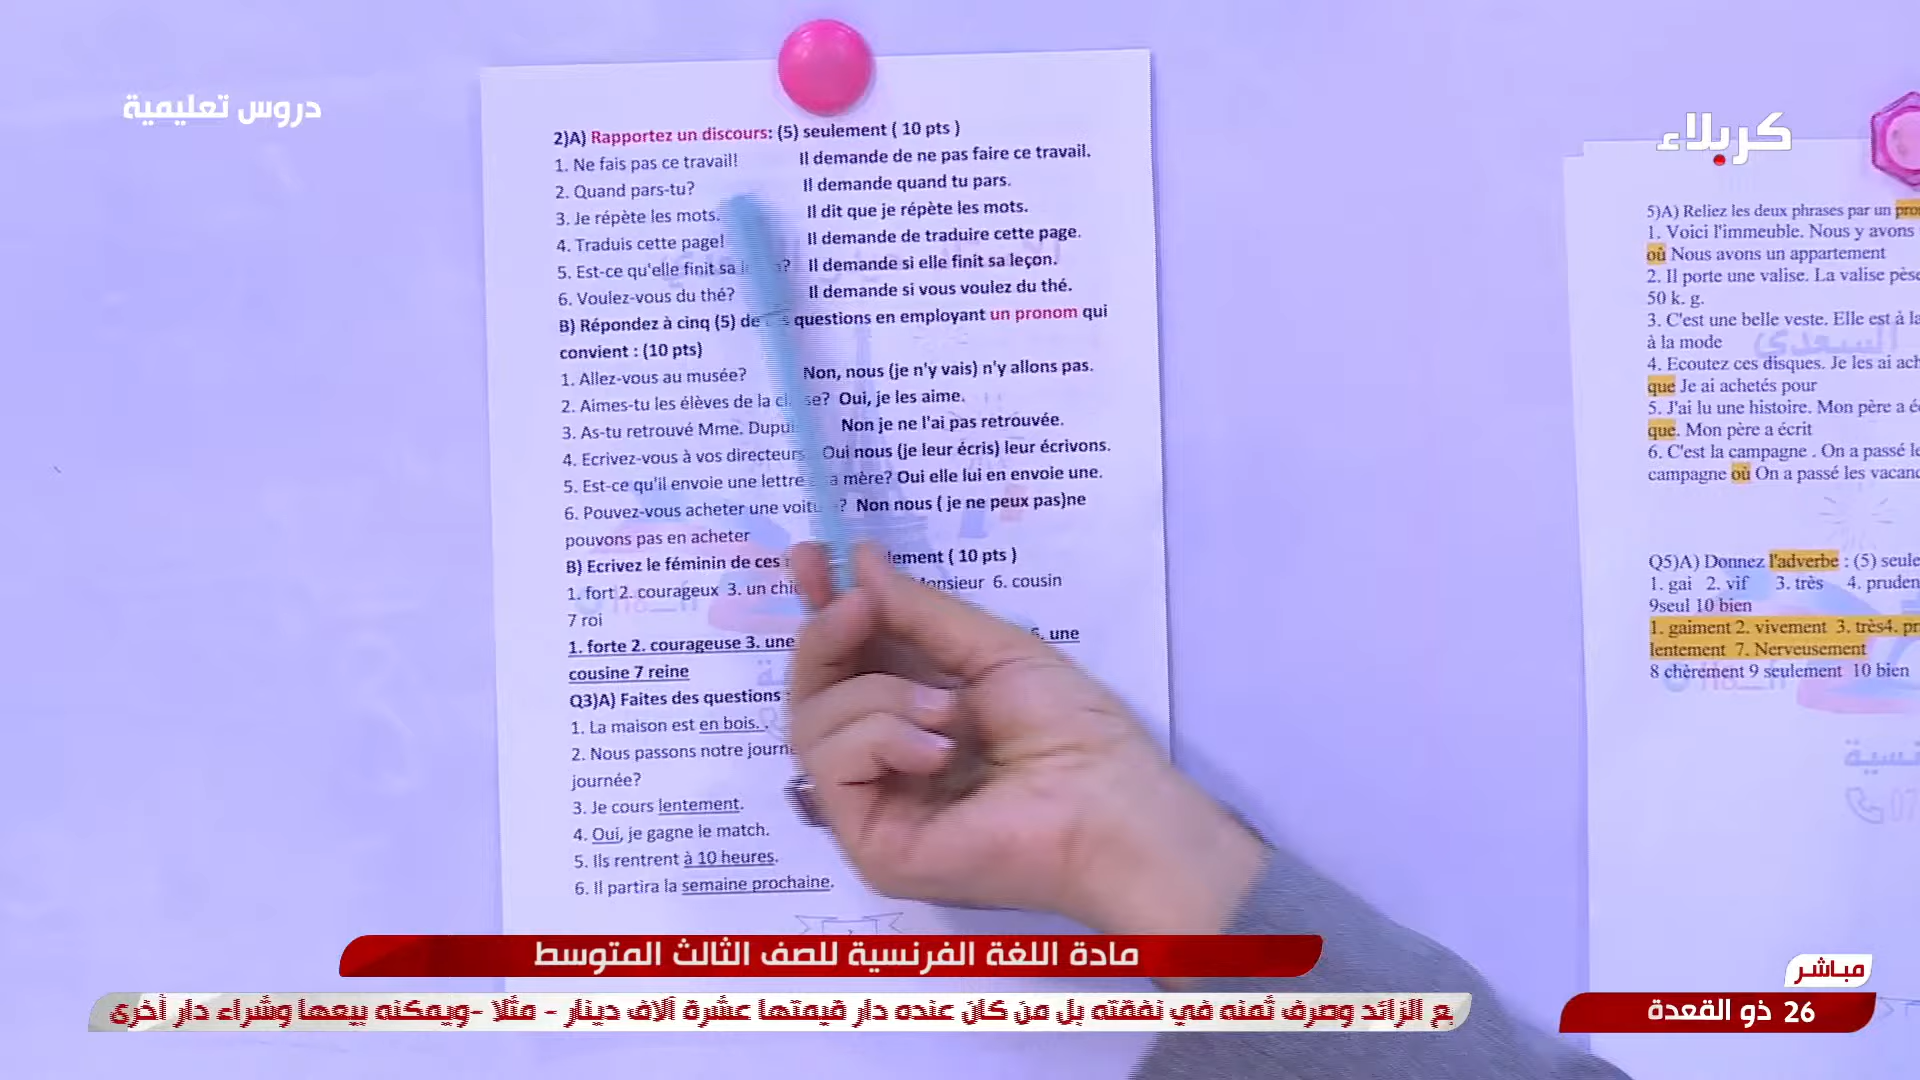 دروس تعليمية
كربلاء
2)A) Rapportez un discours: (5) seulement ( 10 pts )
1. Ne fais pas ce travail! Il demande de ne pas faire ce travail.
2. Quand pars-tu? Il demande quand tu pars.
3. Je répète les mots. Il dit que je répète les mots.
4. Traduis cette page! Il demande de traduire cette page.
5. Est-ce qu'elle finit sa ? Il demande si elle finit sa leçon.
6. Voulez-vous du thé? Il demande si vous voulez du thé.
B) Répondez à cinq (5) de questions en employant un pronom qui
convient : (10 pts)
1. Allez-vous au musée? Non, nous (je n'y vais) n'y allons pas.
2. Aimes-tu les élèves de la Oui, je les aime.
3. As-tu retrouvé Mme. Non je ne l'ai pas retrouvée.
4. Ecrivez-vous à vos directeurs Oui nous (je leur écris) leur écrivons.
5. Est-ce qu'il envoie une lettre mère? Oui elle lui en envoie une.
6. Pouvez-vous acheter une ? Non nous ( je ne peux pas)ne
pouvons pas en acheter
B) Ecrivez le féminin de ces ( 10 pts )
1. fort 2. courageux 3. un 6. cousin
7 roi
1. forte 2. courageuse 3. une une
cousine 7 reine
Q3)A) Faites des questions
1. La maison est en bois. .
2. Nous passons notre
journée?
3. Je cours lentement.
4. Oui, je gagne le match.
5. Ils rentrent à 10 heures.
6. Il partira la semaine prochaine.
5)A) Reliez les deux phrases par un
1. Voici l'immeuble. Nous y avons
où Nous avons un appartement
2. Il porte une valise. La valise
50 k. g.
3. C'est une belle veste. Elle est à
à la mode
4. Ecoutez ces disques. Je les ai
que Je ai achetés pour
5. J'ai lu une histoire. Mon père a
que. Mon père a écrit
6. C'est la campagne . On a passé
campagne où On a passé les
Q5)A) Donnez l'adverbe : (5)
1. gai 2. vif 3. très 4.
9seul 10 bien
1. gaiment 2. vivement 3. très4.
lentement 7. Nerveusement
8 chèrement 9 seulement 10 bien
مادة اللغة الفرنسية للصف الثالث المتوسط
مباشر
26 ذو القعدة
الزائد وصرف ثمنه في نفقته بل من كان عنده دار قيمتها عشرة آلاف دينار - مثلا -ويمكنه بيعها وشراء دار أخرى